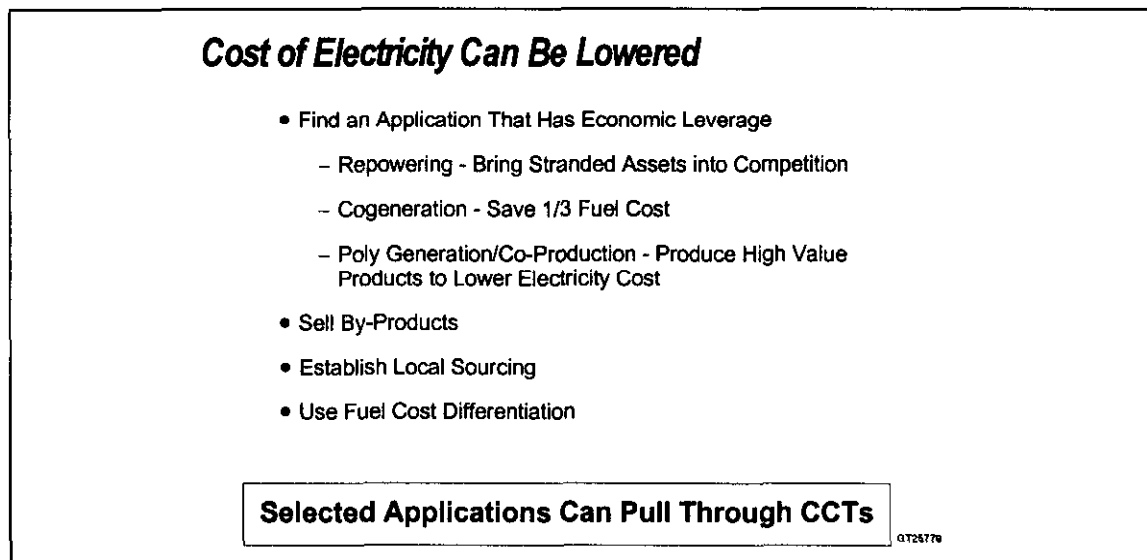 Cost of Electricity Can Be Lowered
• Find an Application That Has Economic Leverage
– Repowering - Bring Stranded Assets into Competition
– Cogeneration - Save 1/3 Fuel Cost
– Poly Generation/Co-Production - Produce High Value
Products to Lower Electricity Cost
• Sell By-Products
• Establish Local Sourcing
• Use Fuel Cost Differentiation
Selected Applications Can Pull Through CCTs